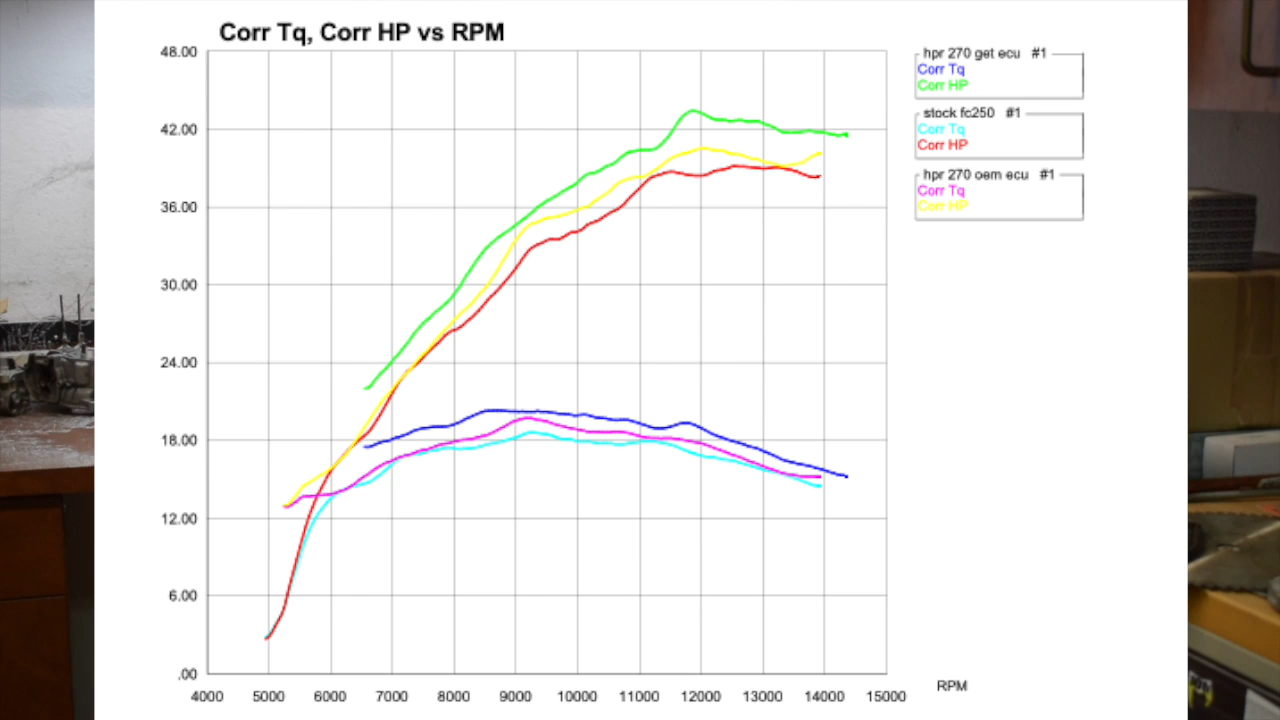 Corr Tq, Corr HP vs RPM
48.00
42.00
36.00
30.00
24.00
18.00
12.00
6.00
.00
4000 5000 6000 7000 8000 9000 10000 11000 12000 13000 14000 15000
RPM
hpr 270 get ecu #1
Corr Tq
Corr HP
stock fc250 #1
Corr Tq
Corr HP
hpr 270 oem ecu #1
Corr Tq
Corr HP